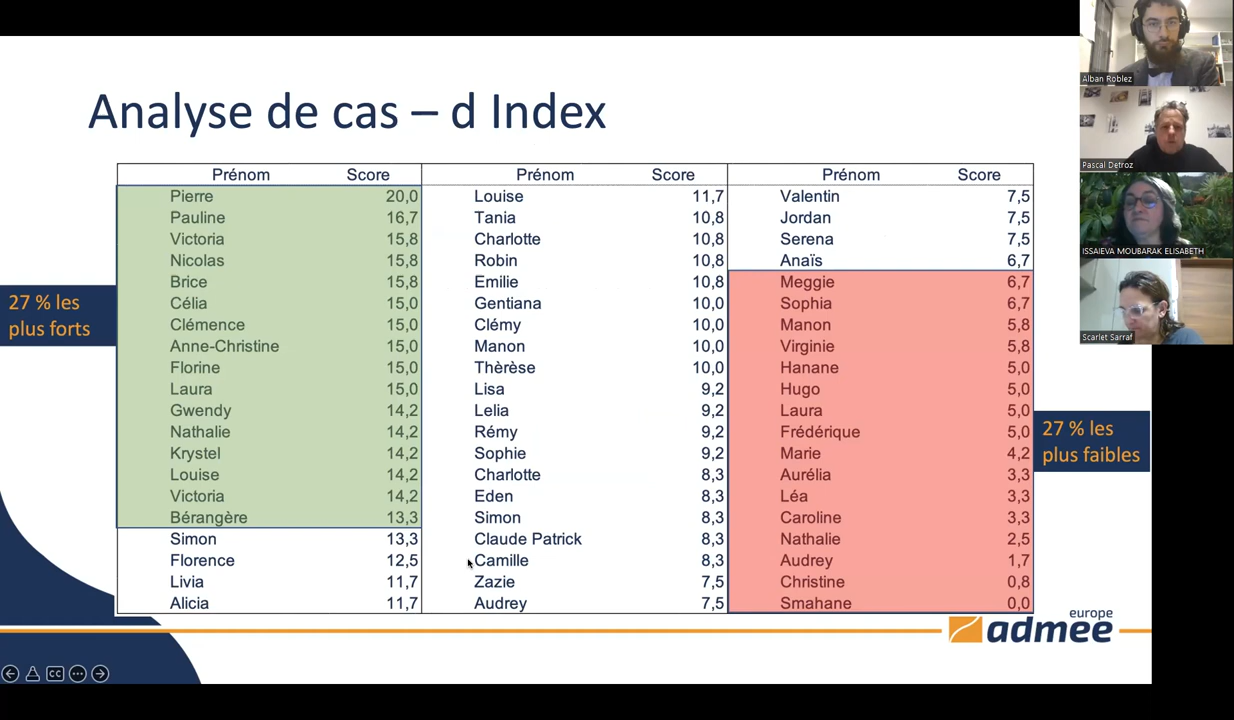 Analyse de cas – d Index
Prénom Score Prénom Score Prénom Score
Pierre 20,0 Louise 11,7 Valentin 7,5
Pauline 16,7 Tania 10,8 Jordan 7,5
Victoria 15,8 Charlotte 10,8 Serena 7,5
Nicolas 15,8 Robin 10,8 Anaïs 6,7
Brice 15,8 Emilie 10,8 Meggie 6,7
Célia 15,0 Gentiana 10,0 Sophia 6,7
Clémence 15,0 Clémy 10,0 Manon 5,8
Anne-Christine 15,0 Manon 10,0 Virginie 5,8
Florine 15,0 Thèrèse 10,0 Hanane 5,0
Laura 15,0 Lisa 9,2 Hugo 5,0
Gwendy 14,2 Lelia 9,2 Laura 5,0
Nathalie 14,2 Rémy 9,2 Frédérique 5,0
Krystel 14,2 Sophie 9,2 Marie 4,2
Louise 14,2 Charlotte 8,3 Aurélia 3,3
Victoria 14,2 Eden 8,3 Léa 3,3
Bérangère 13,3 Simon 8,3 Caroline 3,3
Simon 13,3 Claude Patrick 8,3 Nathalie 2,5
Florence 12,5 Camille 8,3 Audrey 1,7
Livia 11,7 Zazie 7,5 Christine 0,8
Alicia 11,7 Audrey 7,5 Smahane 0,0
27 % les
plus forts
27 % les
plus faibles
europe
admee
CC
Alban Roblez
Pascal Detroz
ISSAIEVA MOUBARAK ELISABETH
Scarlet Sarraf